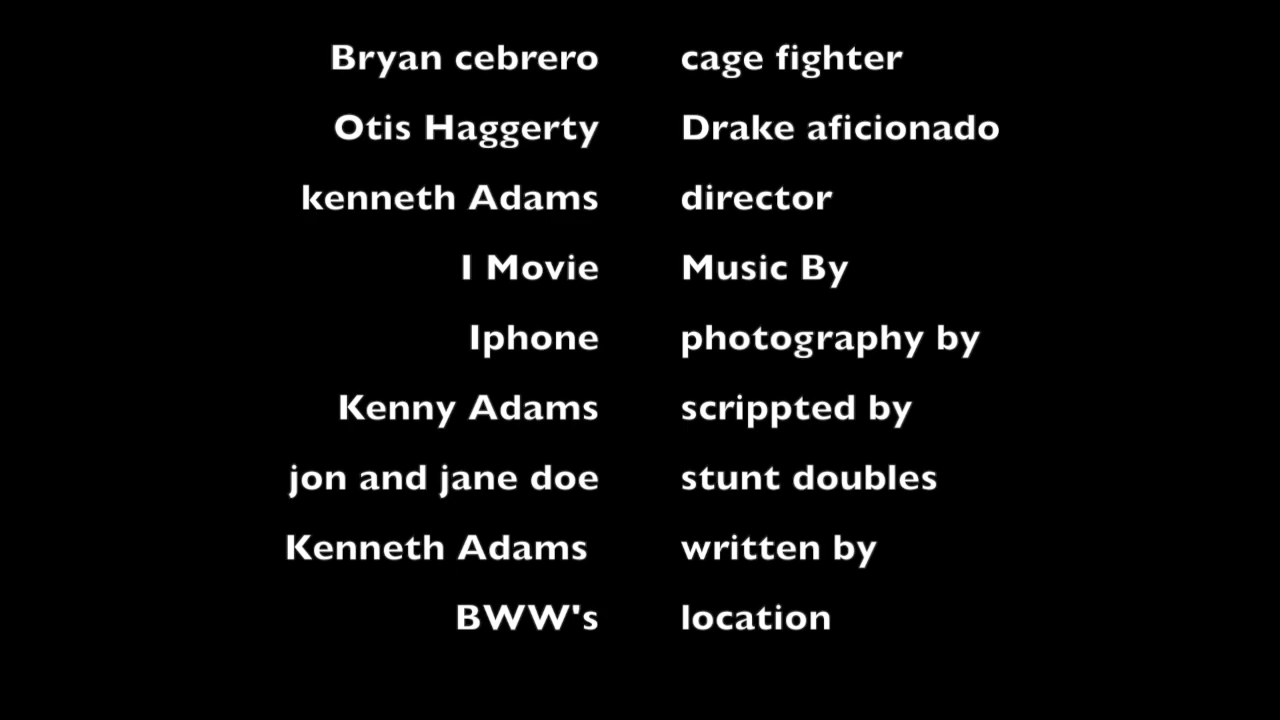 Bryan cebrero cage fighter
Otis Haggerty Drake aficionado
kenneth Adams director
I Movie Music By
Iphone photography by
Kenny Adams scrippted by
jon and jane doe stunt doubles
Kenneth Adams written by
BWW's location